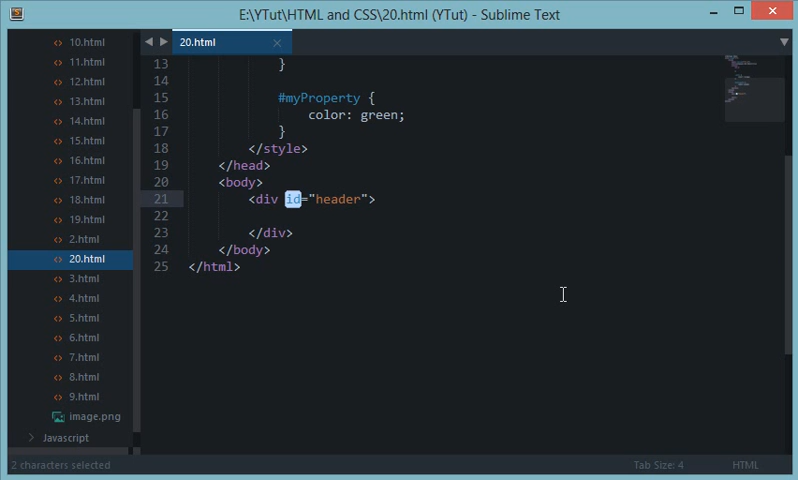 E:\YTut\HTML and CSS\20.html (YTut) - Sublime Text
10.html
11.html
12.html
13.html
14.html
15.html
16.html
17.html
18.html
19.html
2.html
20.html
3.html
4.html
5.html
6.html
7.html
8.html
9.html
image.png
Javascript
20.html
13 }
14
15 #myProperty {
16 color: green;
17 }
18 </style>
19 </head>
20 <body>
21 <div id="header">
22
23 </div>
24 </body>
25 </html>
2 characters selected
Tab Size: 4
HTML